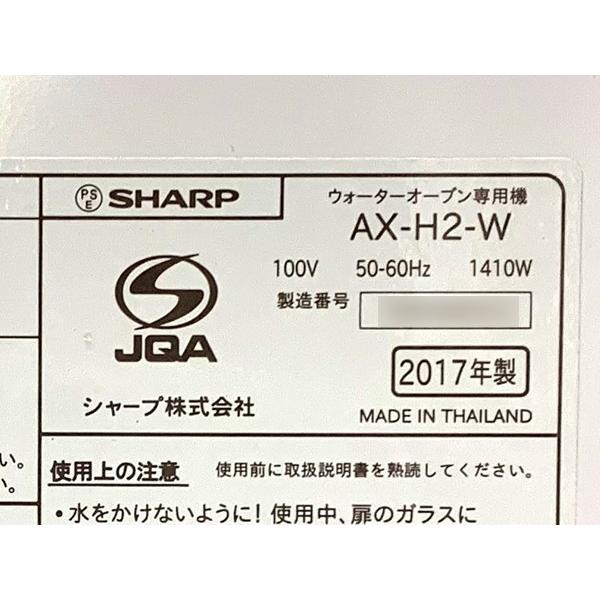 PS E SHARP
ウォーターオーブン専用機
AX-H2-W
100V 50-60Hz 1410W
製造番号
JQA
2017年製
シャープ株式会社
MADE IN THAILAND
い。
い。
使用上の注意 使用前に取扱説明書を熟読してください。
・水をかけないように! 使用中、扉のガラスに